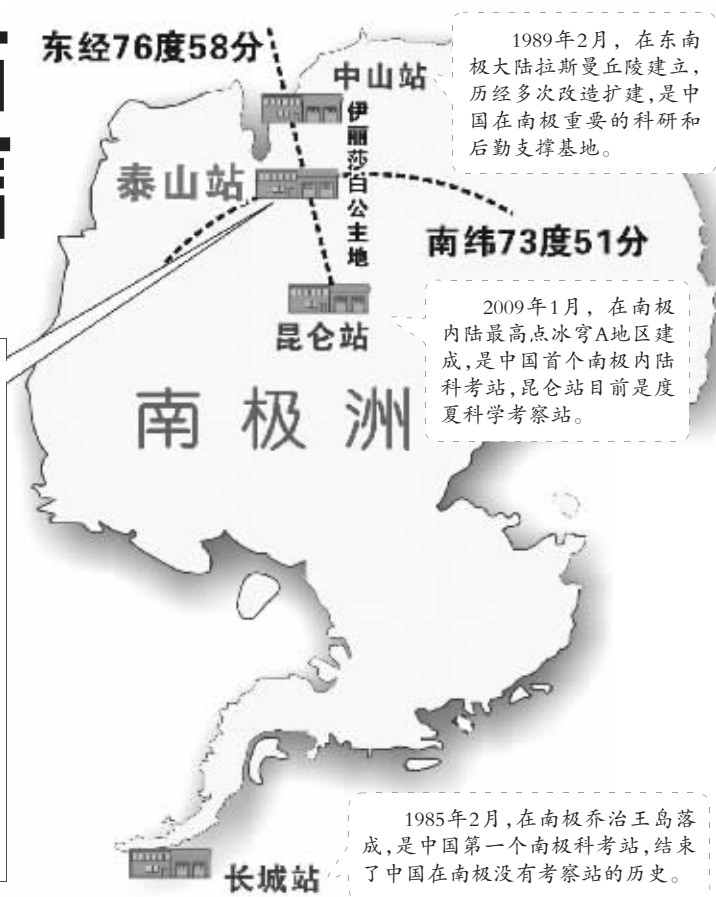 东经76度58分
中山站
1989年2月，在东南
极大陆拉斯曼丘陵建立，
历经多次改造扩建，是中
国在南极重要的科研和
后勤支撑基地。
伊丽莎白公主地
泰山站
南纬73度51分
昆仑站
2009年1月，在南极
内陆最高点冰穹A地区建
成，是中国首个南极内陆
科考站，昆仑站目前是度
夏科学考察站。
南极洲
1985年2月，在南极乔治王岛落
成，是中国第一个南极科考站，结束
了中国在南极没有考察站的历史。
长城站